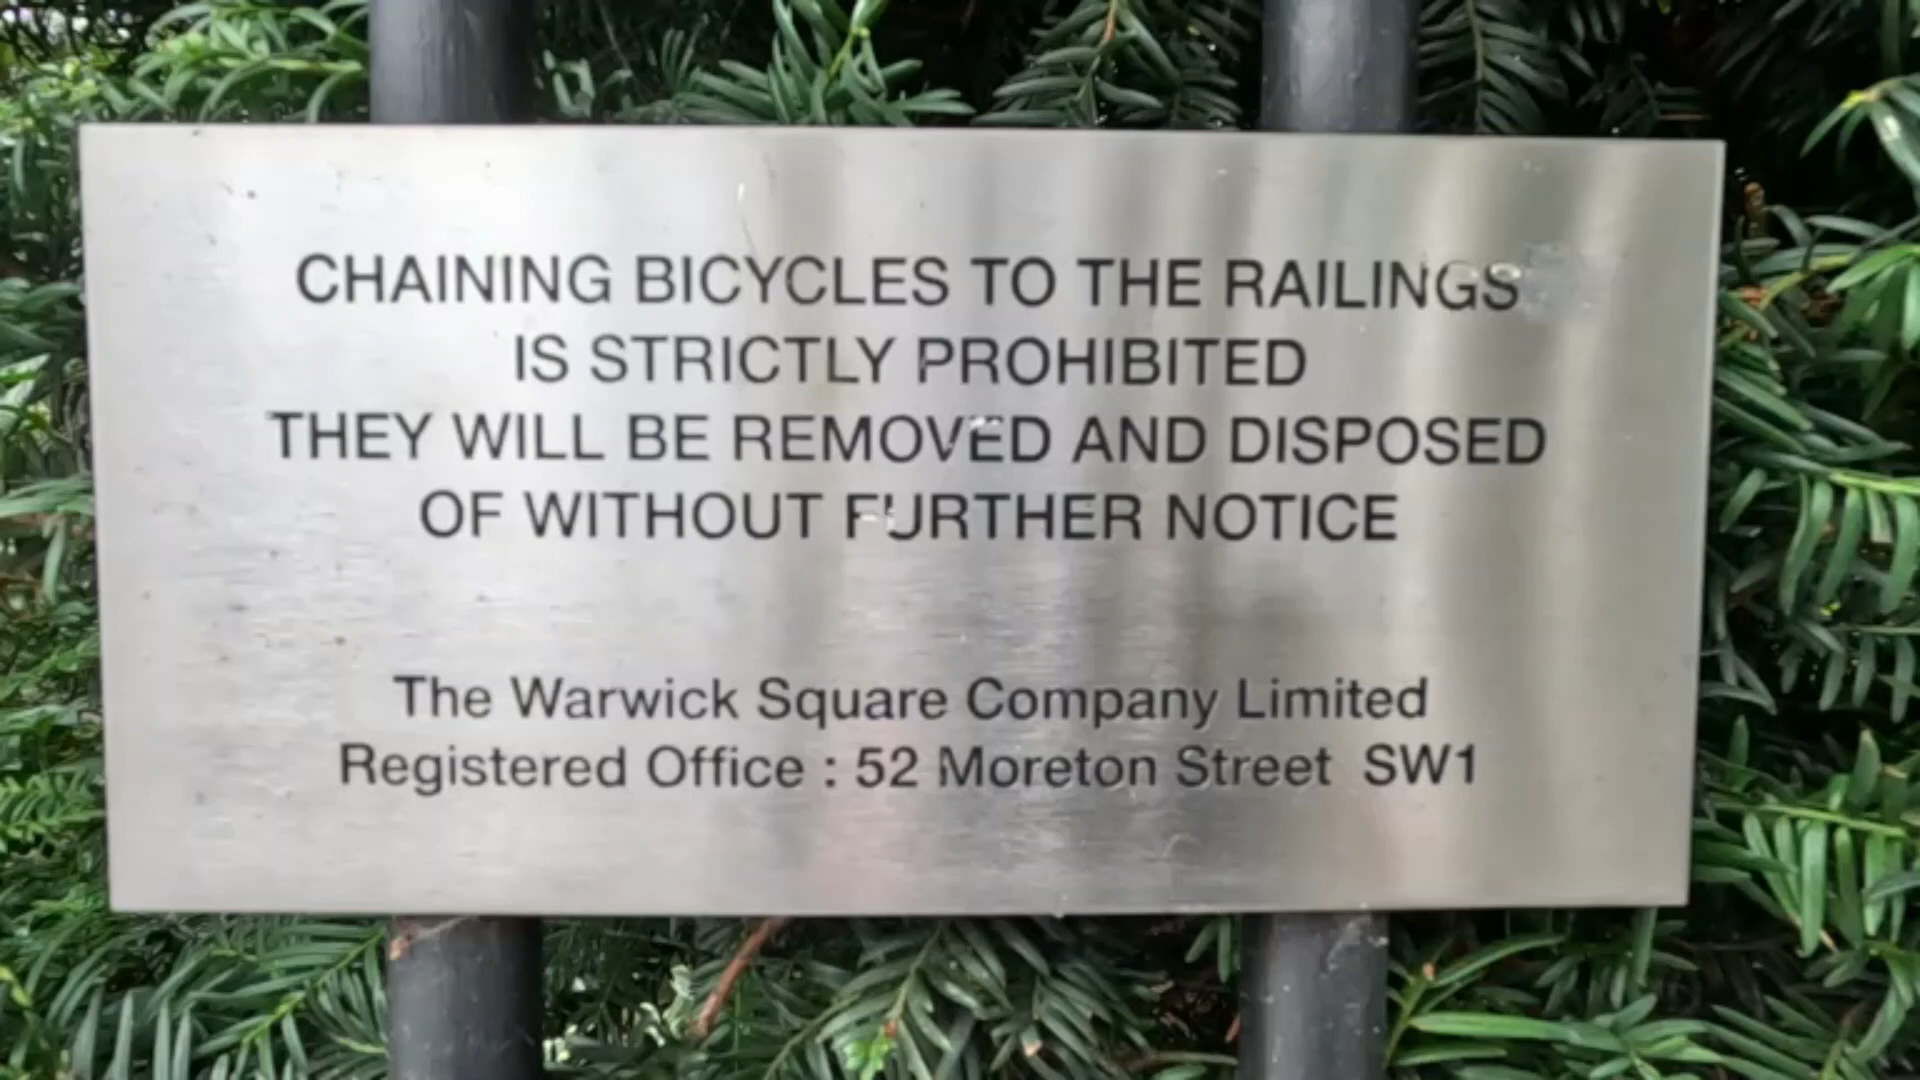 CHAINING BICYCLES TO THE RAILINGS
IS STRICTLY PROHIBITED
THEY WILL BE REMOVED AND DISPOSED
OF WITHOUT FURTHER NOTICE
The Warwick Square Company Limited
Registered Office : 52 Moreton Street SW1